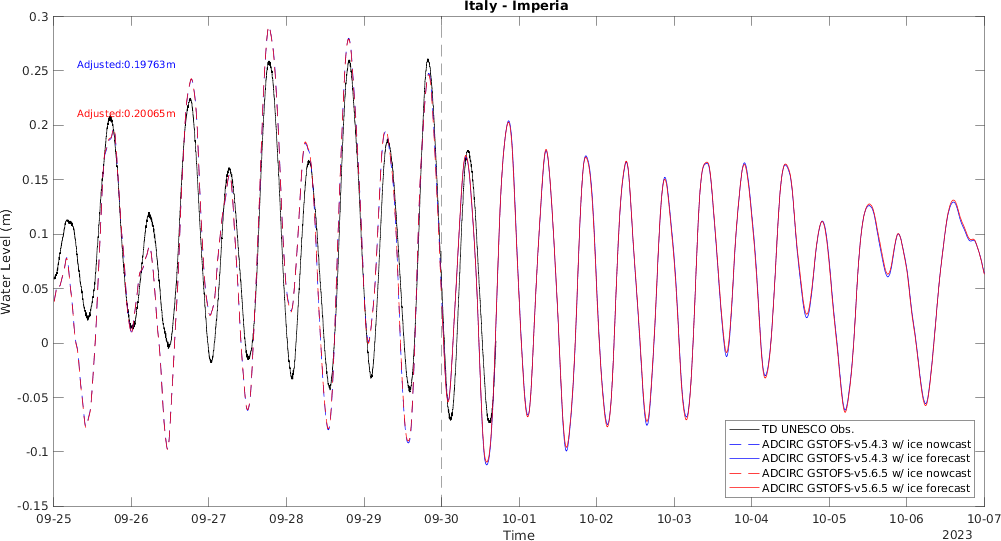 Italy - Imperia
0.3
0.25
0.2
0.15
0.1
0.05
0
-0.05
-0.1
-0.15
Water Level (m)
Adjusted:0.19763m
Adjusted:0.20065m
TD UNESCO Obs.
ADCIRC GSTOFS-v5.4.3 w/ ice nowcast
ADCIRC GSTOFS-v5.4.3 w/ ice forecast
ADCIRC GSTOFS-v5.6.5 w/ ice nowcast
ADCIRC GSTOFS-v5.6.5 w/ ice forecast
09-25 09-26 09-27 09-28 09-29 09-30 10-01 10-02 10-03 10-04 10-05 10-06 10-07
Time
2023